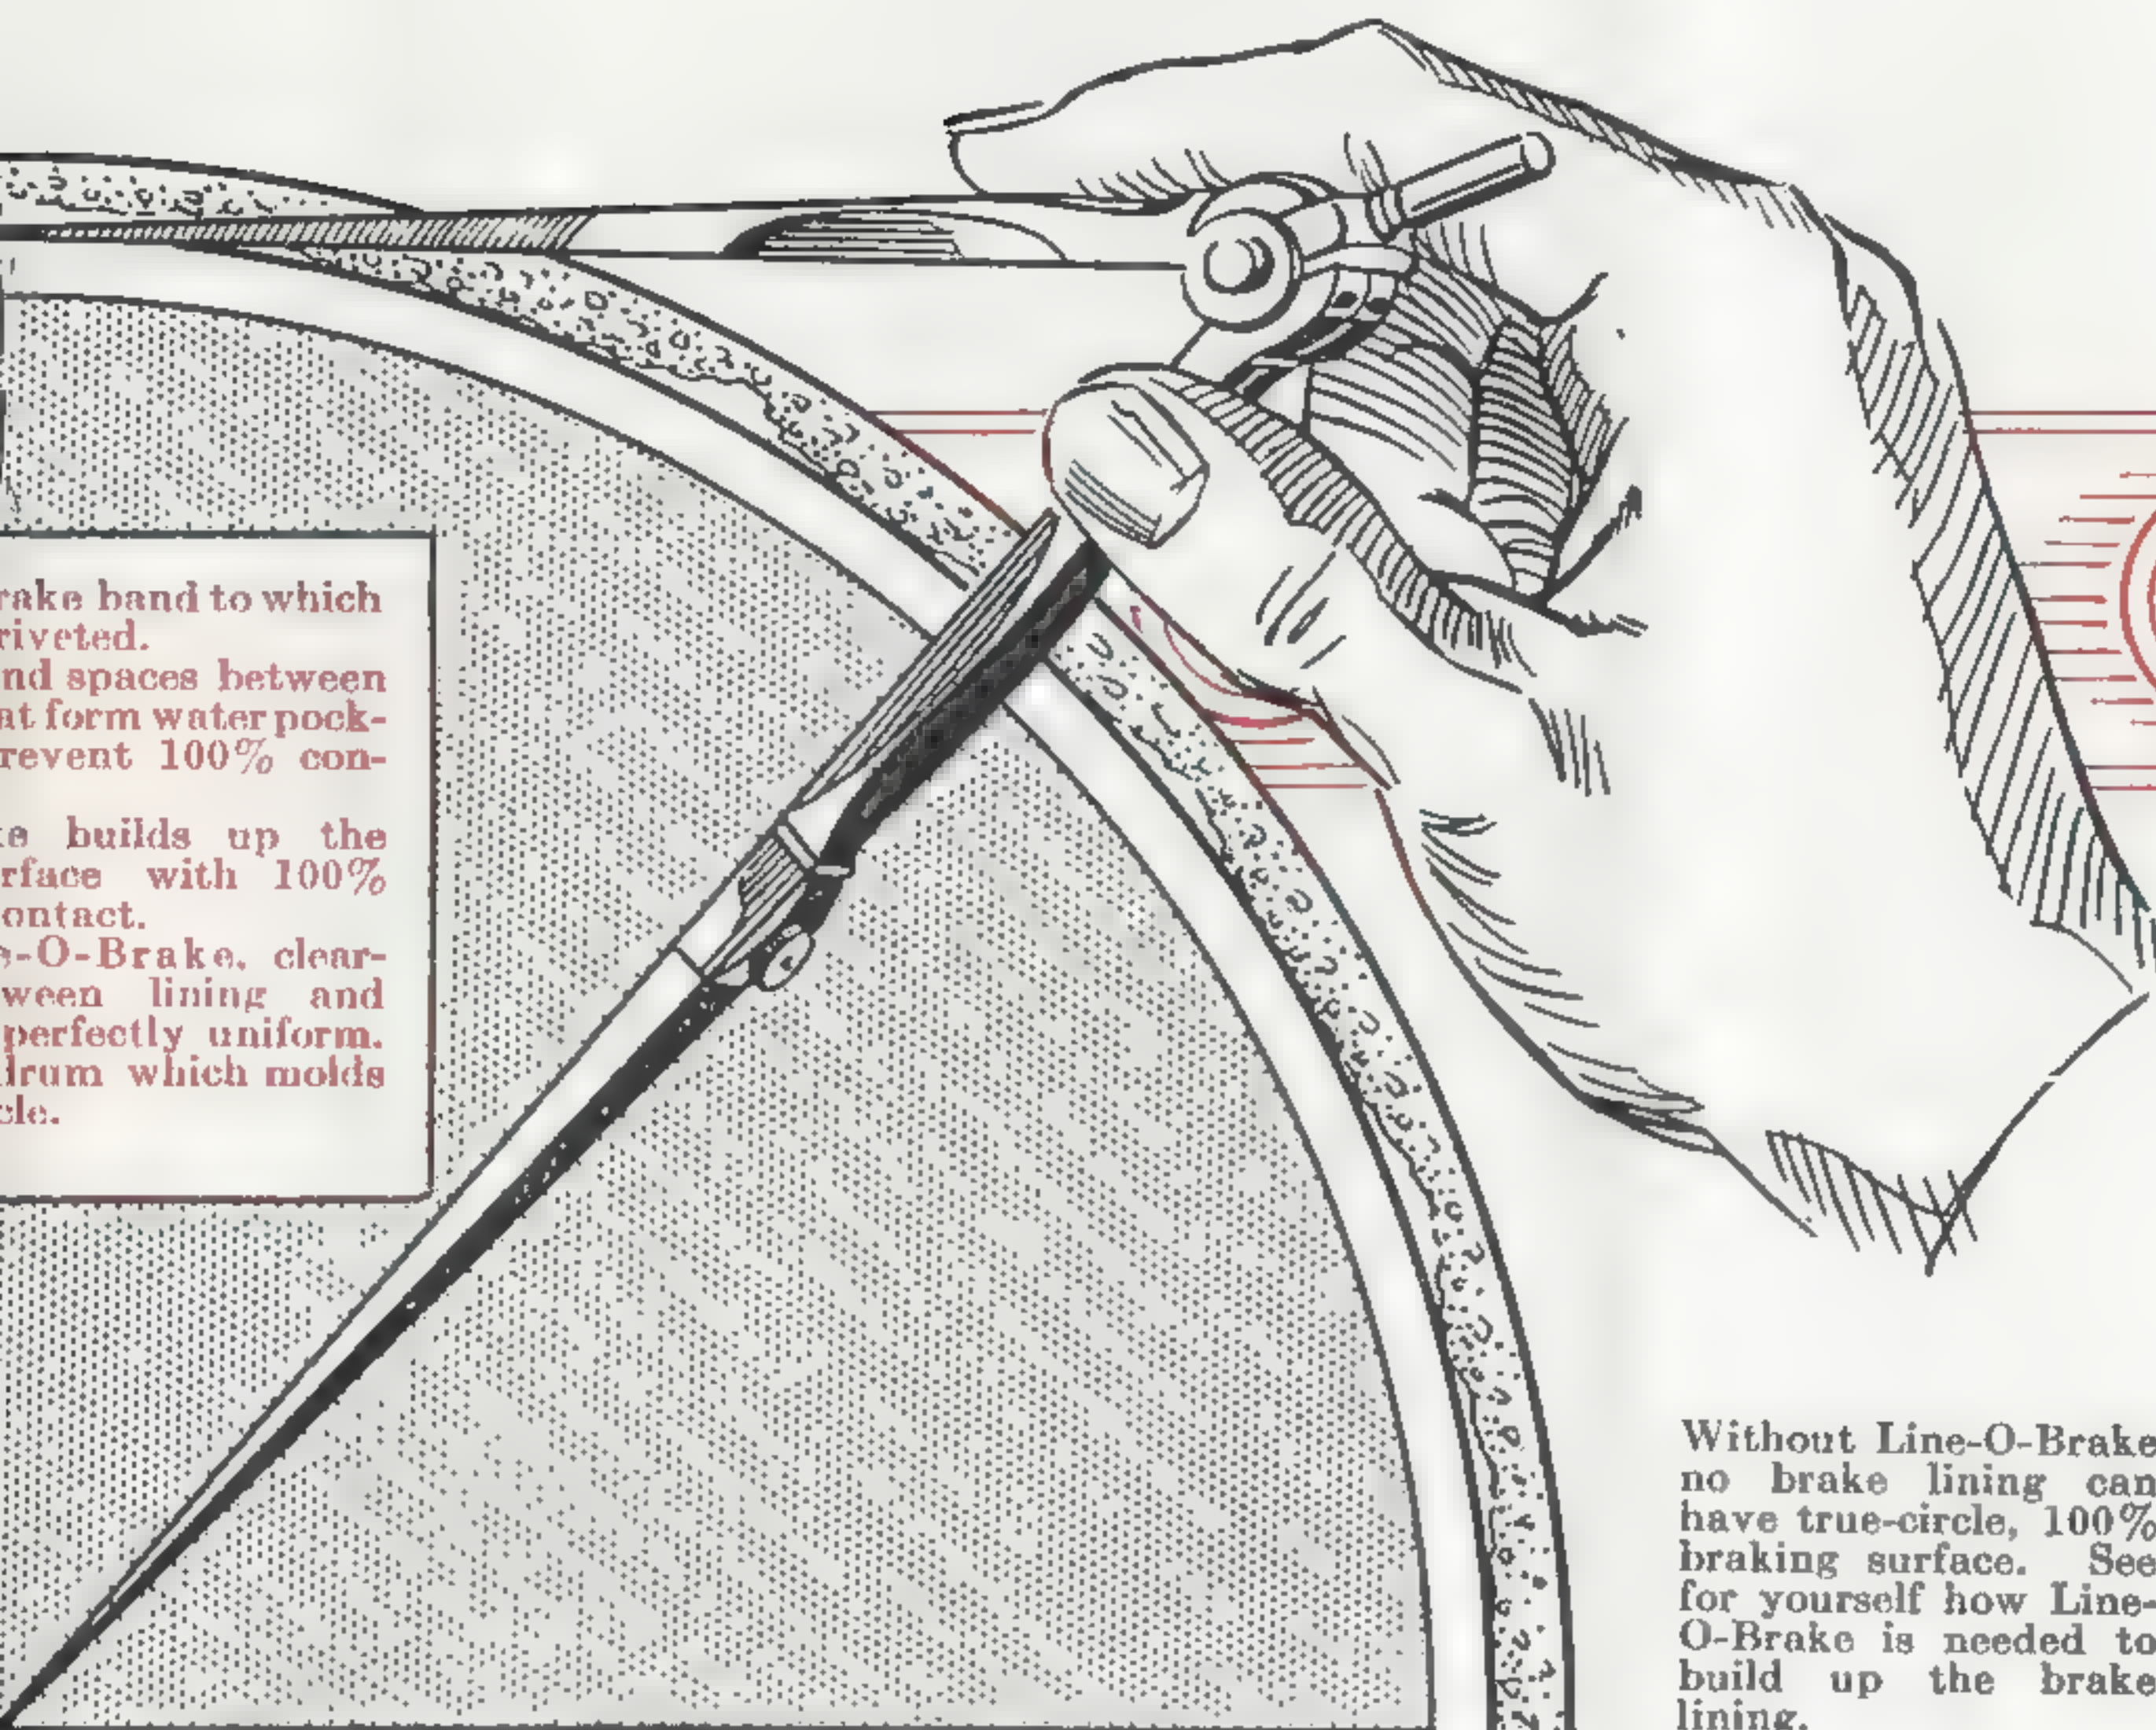 rake band to which
riveted.
nd spaces between
at form water pock-
revent 100% con-
builds up the
rface with 100%
ontact.
-O-Brake, clear-
ween lining and
perfectly uniform.
drum which molds
cle.
Without Line-O-Brake
no brake lining can
have true-circle, 100%
braking surface. See
for yourself how Line-
O-Brake is needed to
build up the brake
lining.